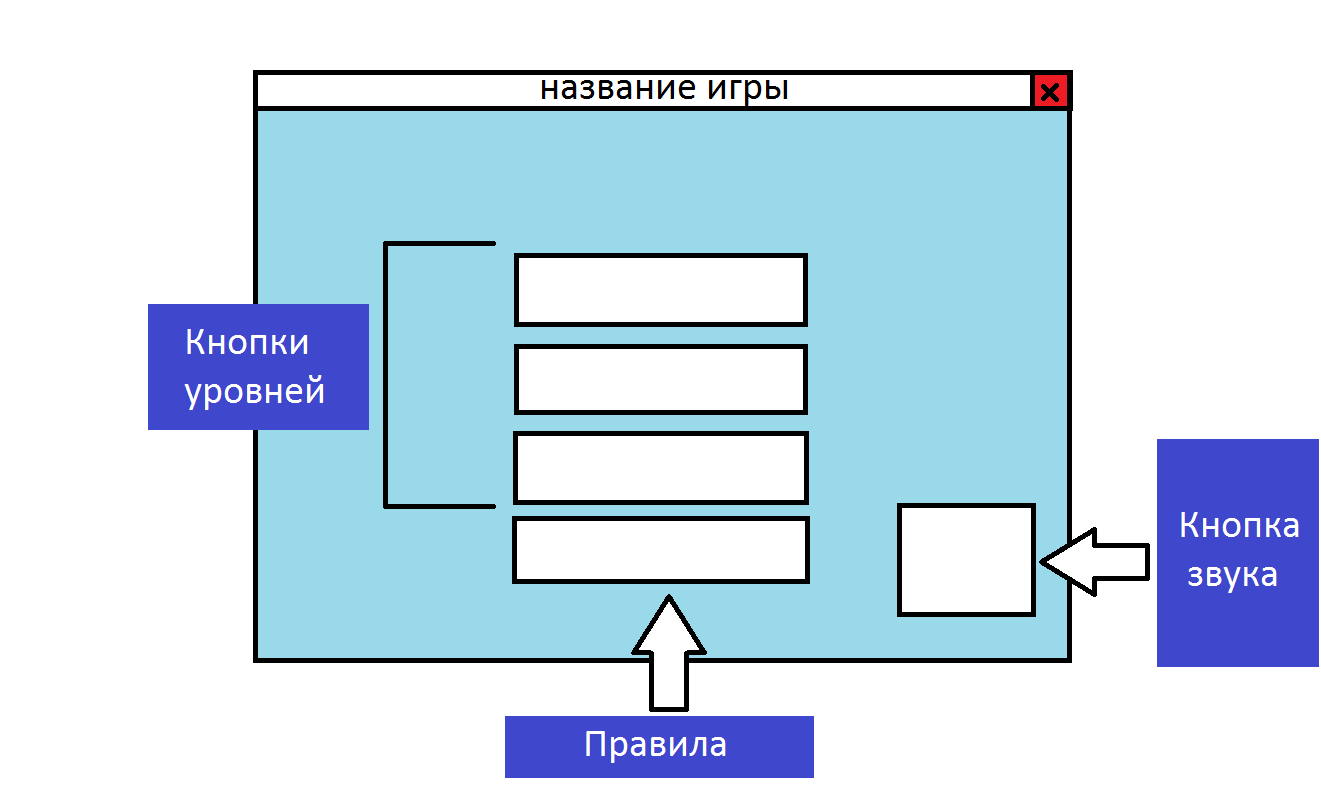 название игры
Кнопки
уровней
Кнопка
звука
Правила